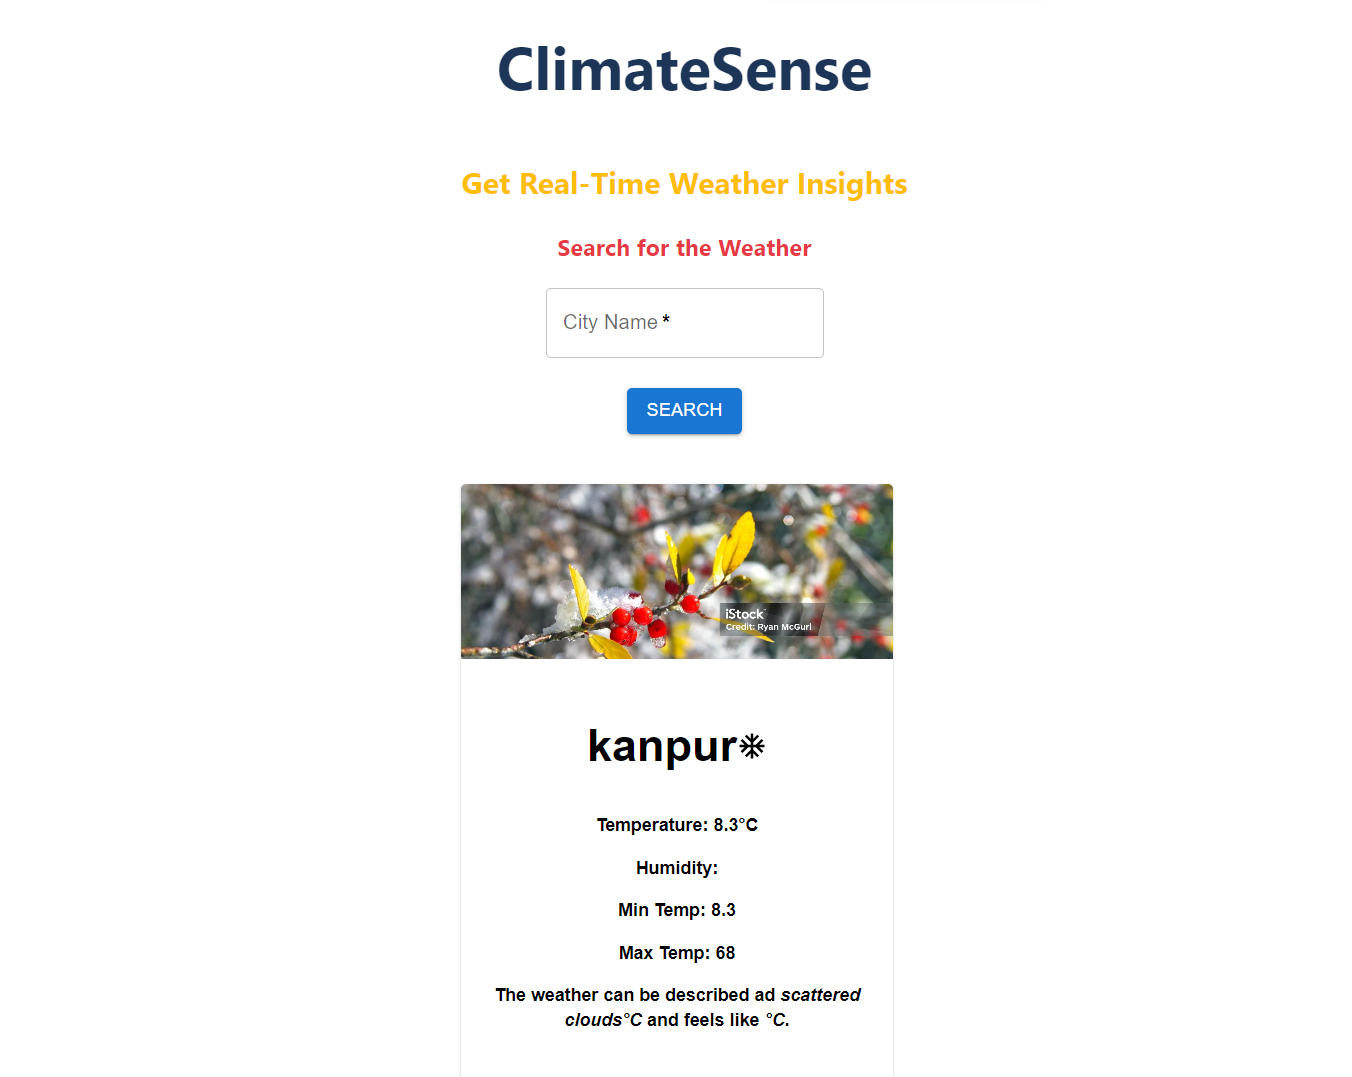 ClimateSense
Get Real-Time Weather Insights
Search for the Weather
City Name *
SEARCH
iStock
Credit: Ryan McGurl
kanpur
Temperature: 8.3°C
Humidity:
Min Temp: 8.3
Max Temp: 68
The weather can be described ad scattered
clouds°C and feels like °C.